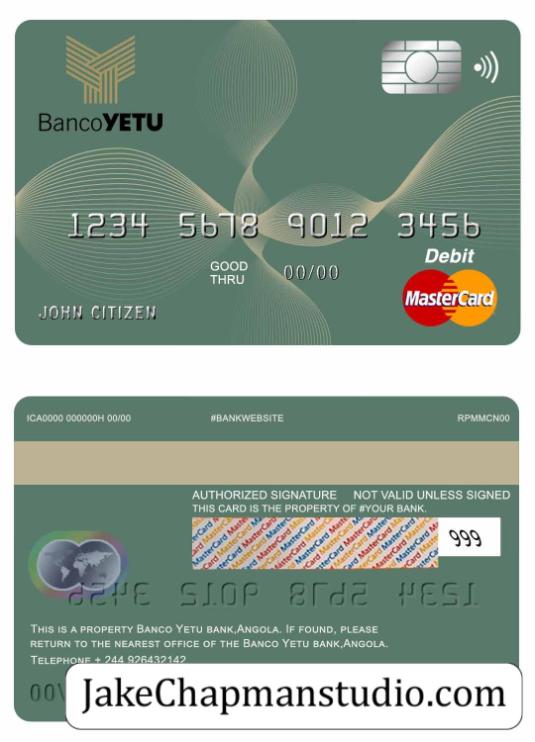 BancoYETU
1234 5678 9012 3456
Debit
GOOD
THRU
00/00
MasterCard
JOHN CITIZEN
ICA0000 000000H 00/00 #BANKWEBSITE RPMMCN00
AUTHORIZED SIGNATURE NOT VALID UNLESS SIGNED
THIS CARD IS THE PROPERTY OF #YOUR BANK.
MasterCard MasterCard MasterCard
999
THIS IS A PROPERTY BANCO YETU BANK,ANGOLA. IF FOUND, PLEASE
RETURN TO THE NEAREST OFFICE OF THE BANCO YETU BANK,ANGOLA.
TELEPHONE + 244 926432142
JakeChapmanstudio.com